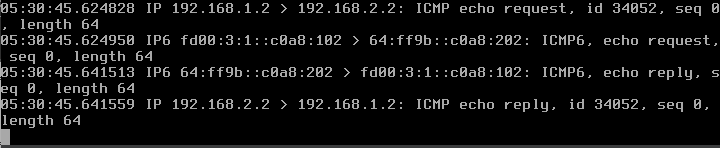 05:30:45.624828 IP 192.168.1.2 > 192.168.2.2: ICMP echo request, id 34052, seq 0
, length 64
05:30:45.624950 IP6 fd00:3:1::c0a8:102 > 64:ff9b::c0a8:202: ICMP6, echo request,
 seq 0, length 64
05:30:45.641513 IP6 64:ff9b::c0a8:202 > fd00:3:1::c0a8:102: ICMP6, echo reply, s
eq 0, length 64
05:30:45.641559 IP 192.168.2.2 > 192.168.1.2: ICMP echo reply, id 34052, seq 0,
length 64